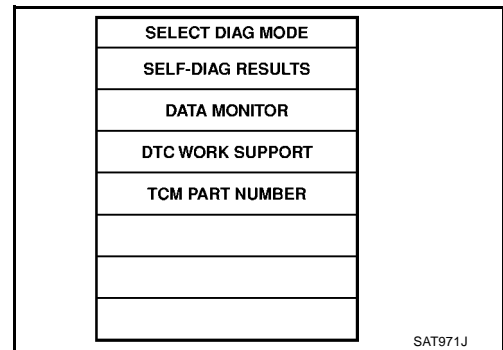 SELECT DIAG MODE
SELF-DIAG RESULTS
DATA MONITOR
DTC WORK SUPPORT
TCM PART NUMBER
SAT971J